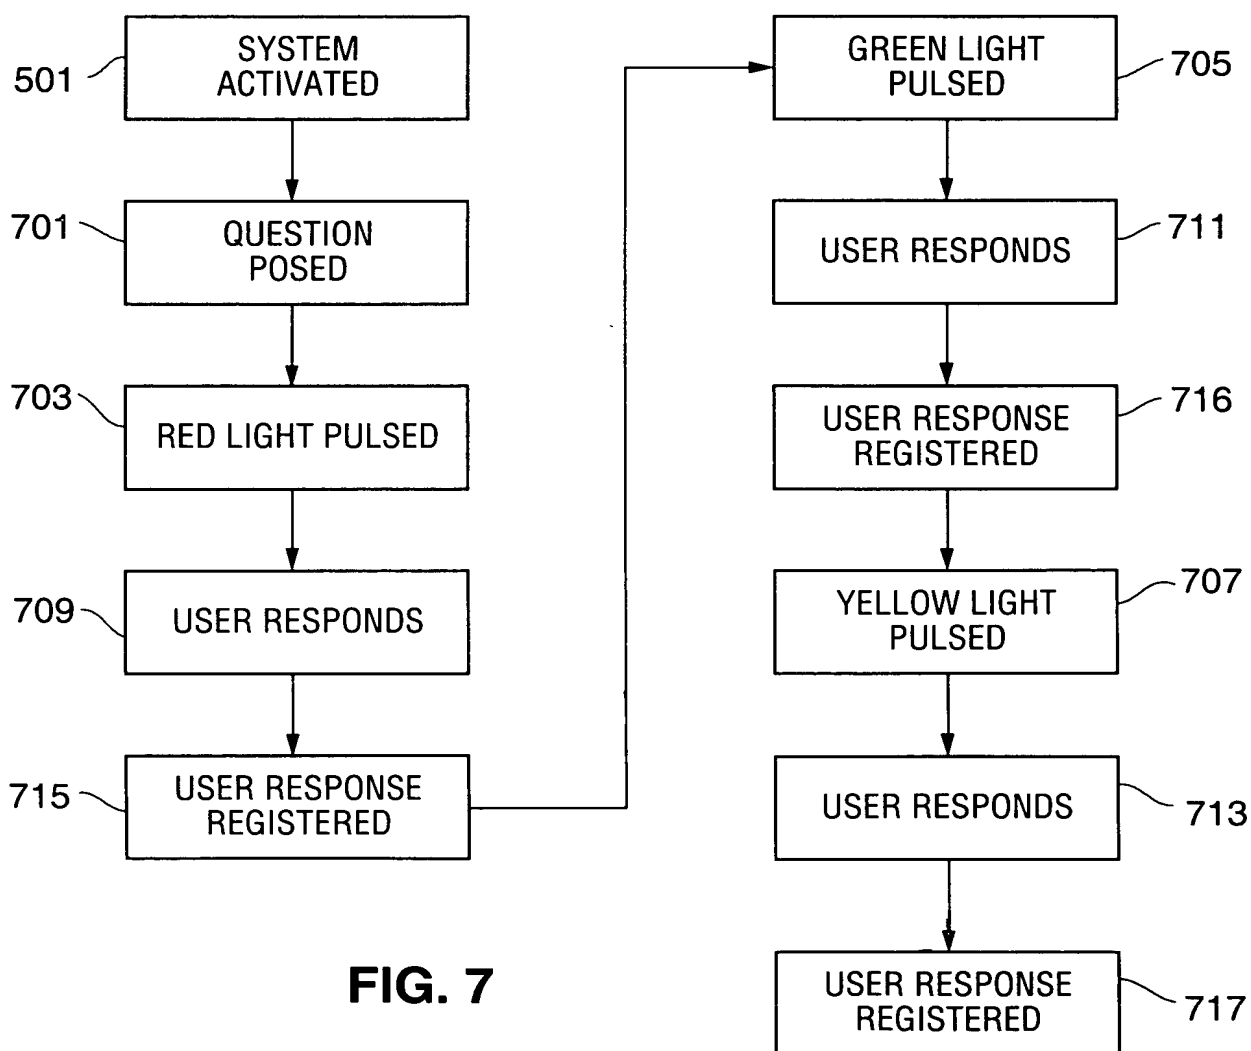 501
SYSTEM
ACTIVATED
701
QUESTION
POSED
703
RED LIGHT PULSED
709
USER RESPONDS
715
USER RESPONSE
REGISTERED
GREEN LIGHT
PULSED
705
USER RESPONDS
711
USER RESPONSE
REGISTERED
716
YELLOW LIGHT
PULSED
707
USER RESPONDS
713
USER RESPONSE
REGISTERED
717
FIG. 7